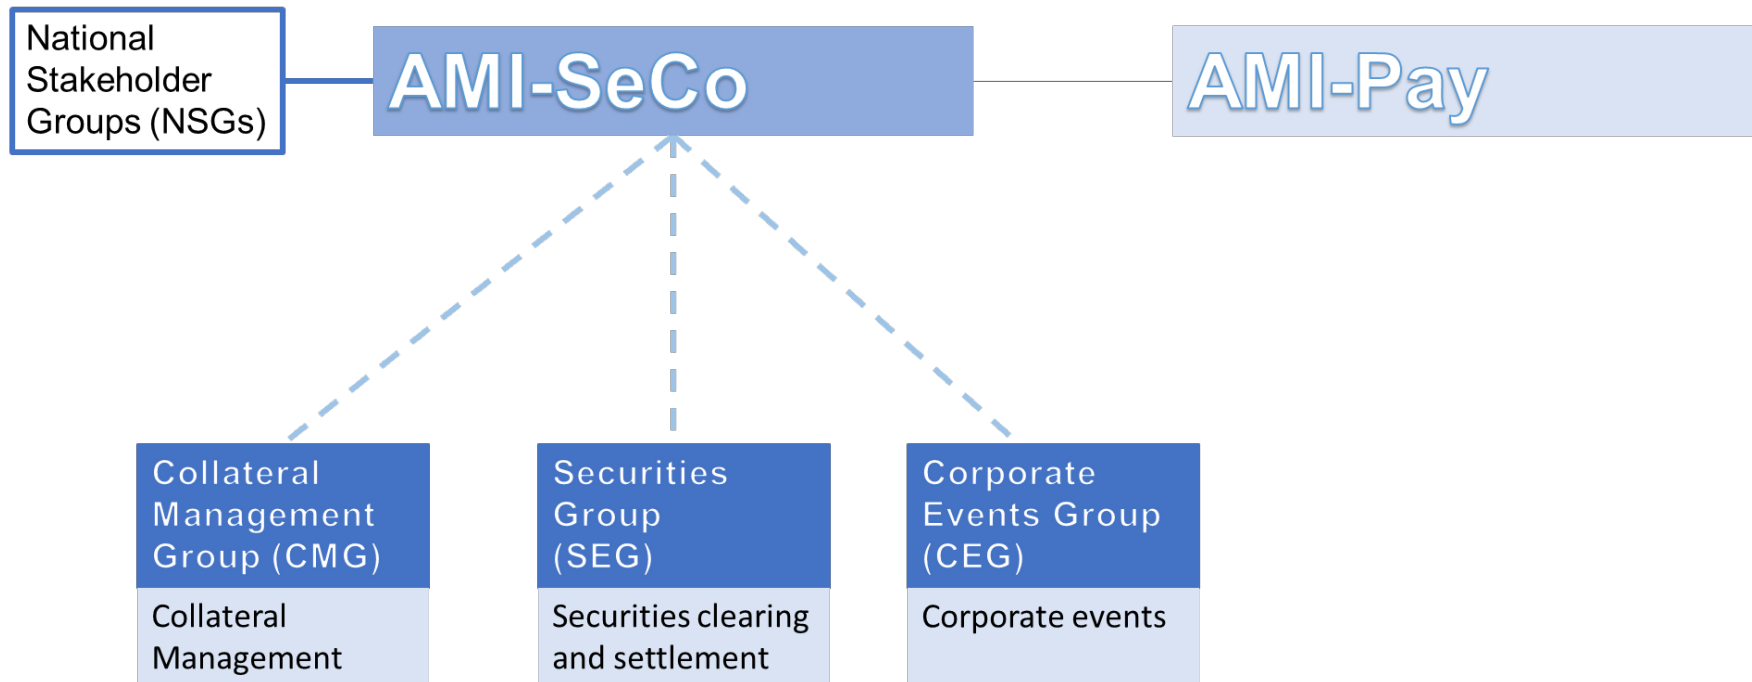 National
Stakeholder
Groups (NSGs)
AMI-SeCo
AMI-Pay
Collateral
Management
Group (CMG)
Collateral
Management
Securities
Group
(SEG)
Securities clearing
and settlement
Corporate
Events Group
(CEG)
Corporate events